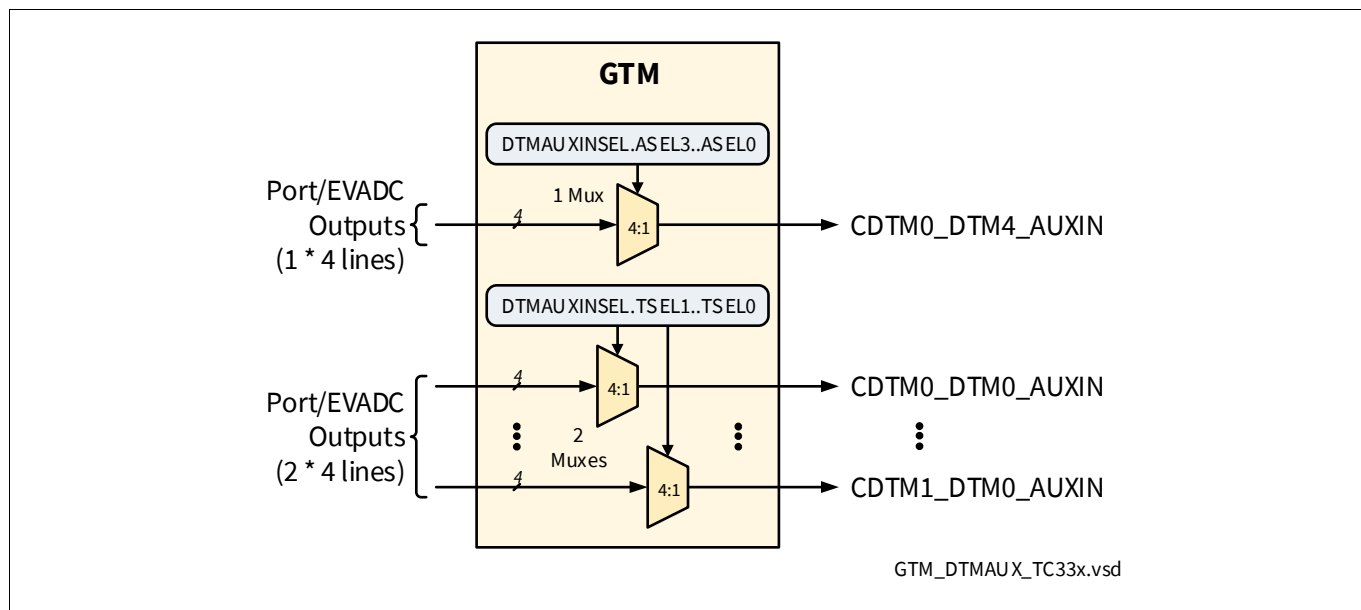 GTM
DTMAUXINSEL.ASEL3..ASEL0
Port/EVADC
Outputs
(1 * 4 lines)
4
1 Mux
4:1
CDTM0_DTM4_AUXIN
DTMAUXINSEL.TSEL1..TSEL0
Port/EVADC
Outputs
(2 * 4 lines)
4
4:1
CDTM0_DTM0_AUXIN
2
Muxes
4
4:1
CDTM1_DTM0_AUXIN
GTM_DTMAUX_TC33x.vsd